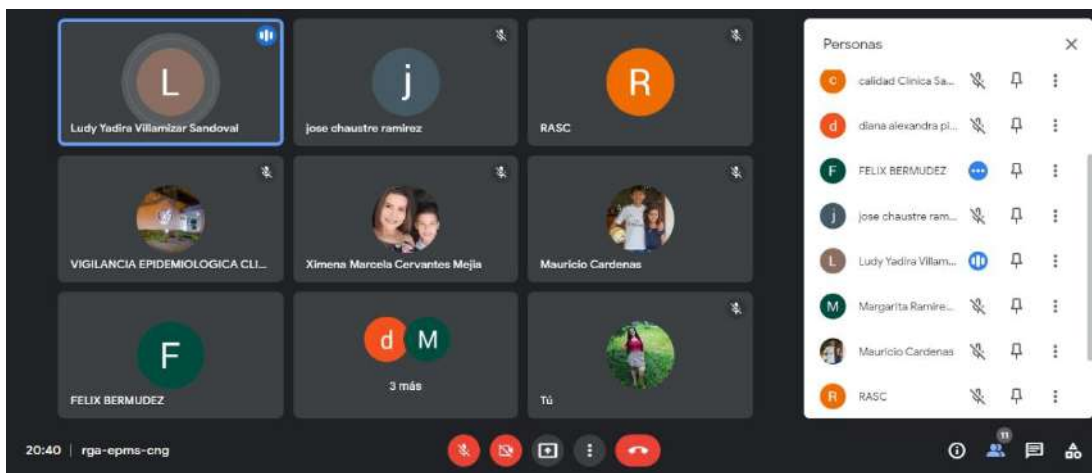 L
Ludy Yadira Villamizar Sandoval
j
jose chaustre ramirez
R
RASC
VIGILANCIA EPIDEMIOLOGICA CLI...
Ximena Marcela Cervantes Mejia
Mauricio Cardenas
F
FELIX BERMUDEZ
d M
3 más
Tú
Personas
c calidad Clinica Sa...
d diana alexandra pi...
F FELIX BERMUDEZ
j jose chaustre ram...
L Ludy Yadira Villam...
M Margarita Ramire...
Mauricio Cardenas
R RASC
20:40 | rga-epms-cng
11